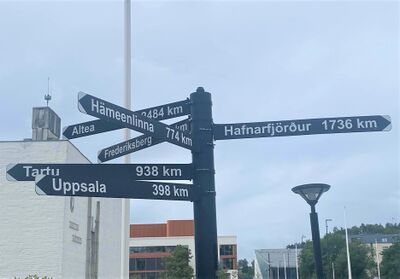 Hämeenlinna 774 km
Altea 2484 km
Hafnarfjörður 1736 km
Frederiksberg
Tartu 938 km
Uppsala 398 km